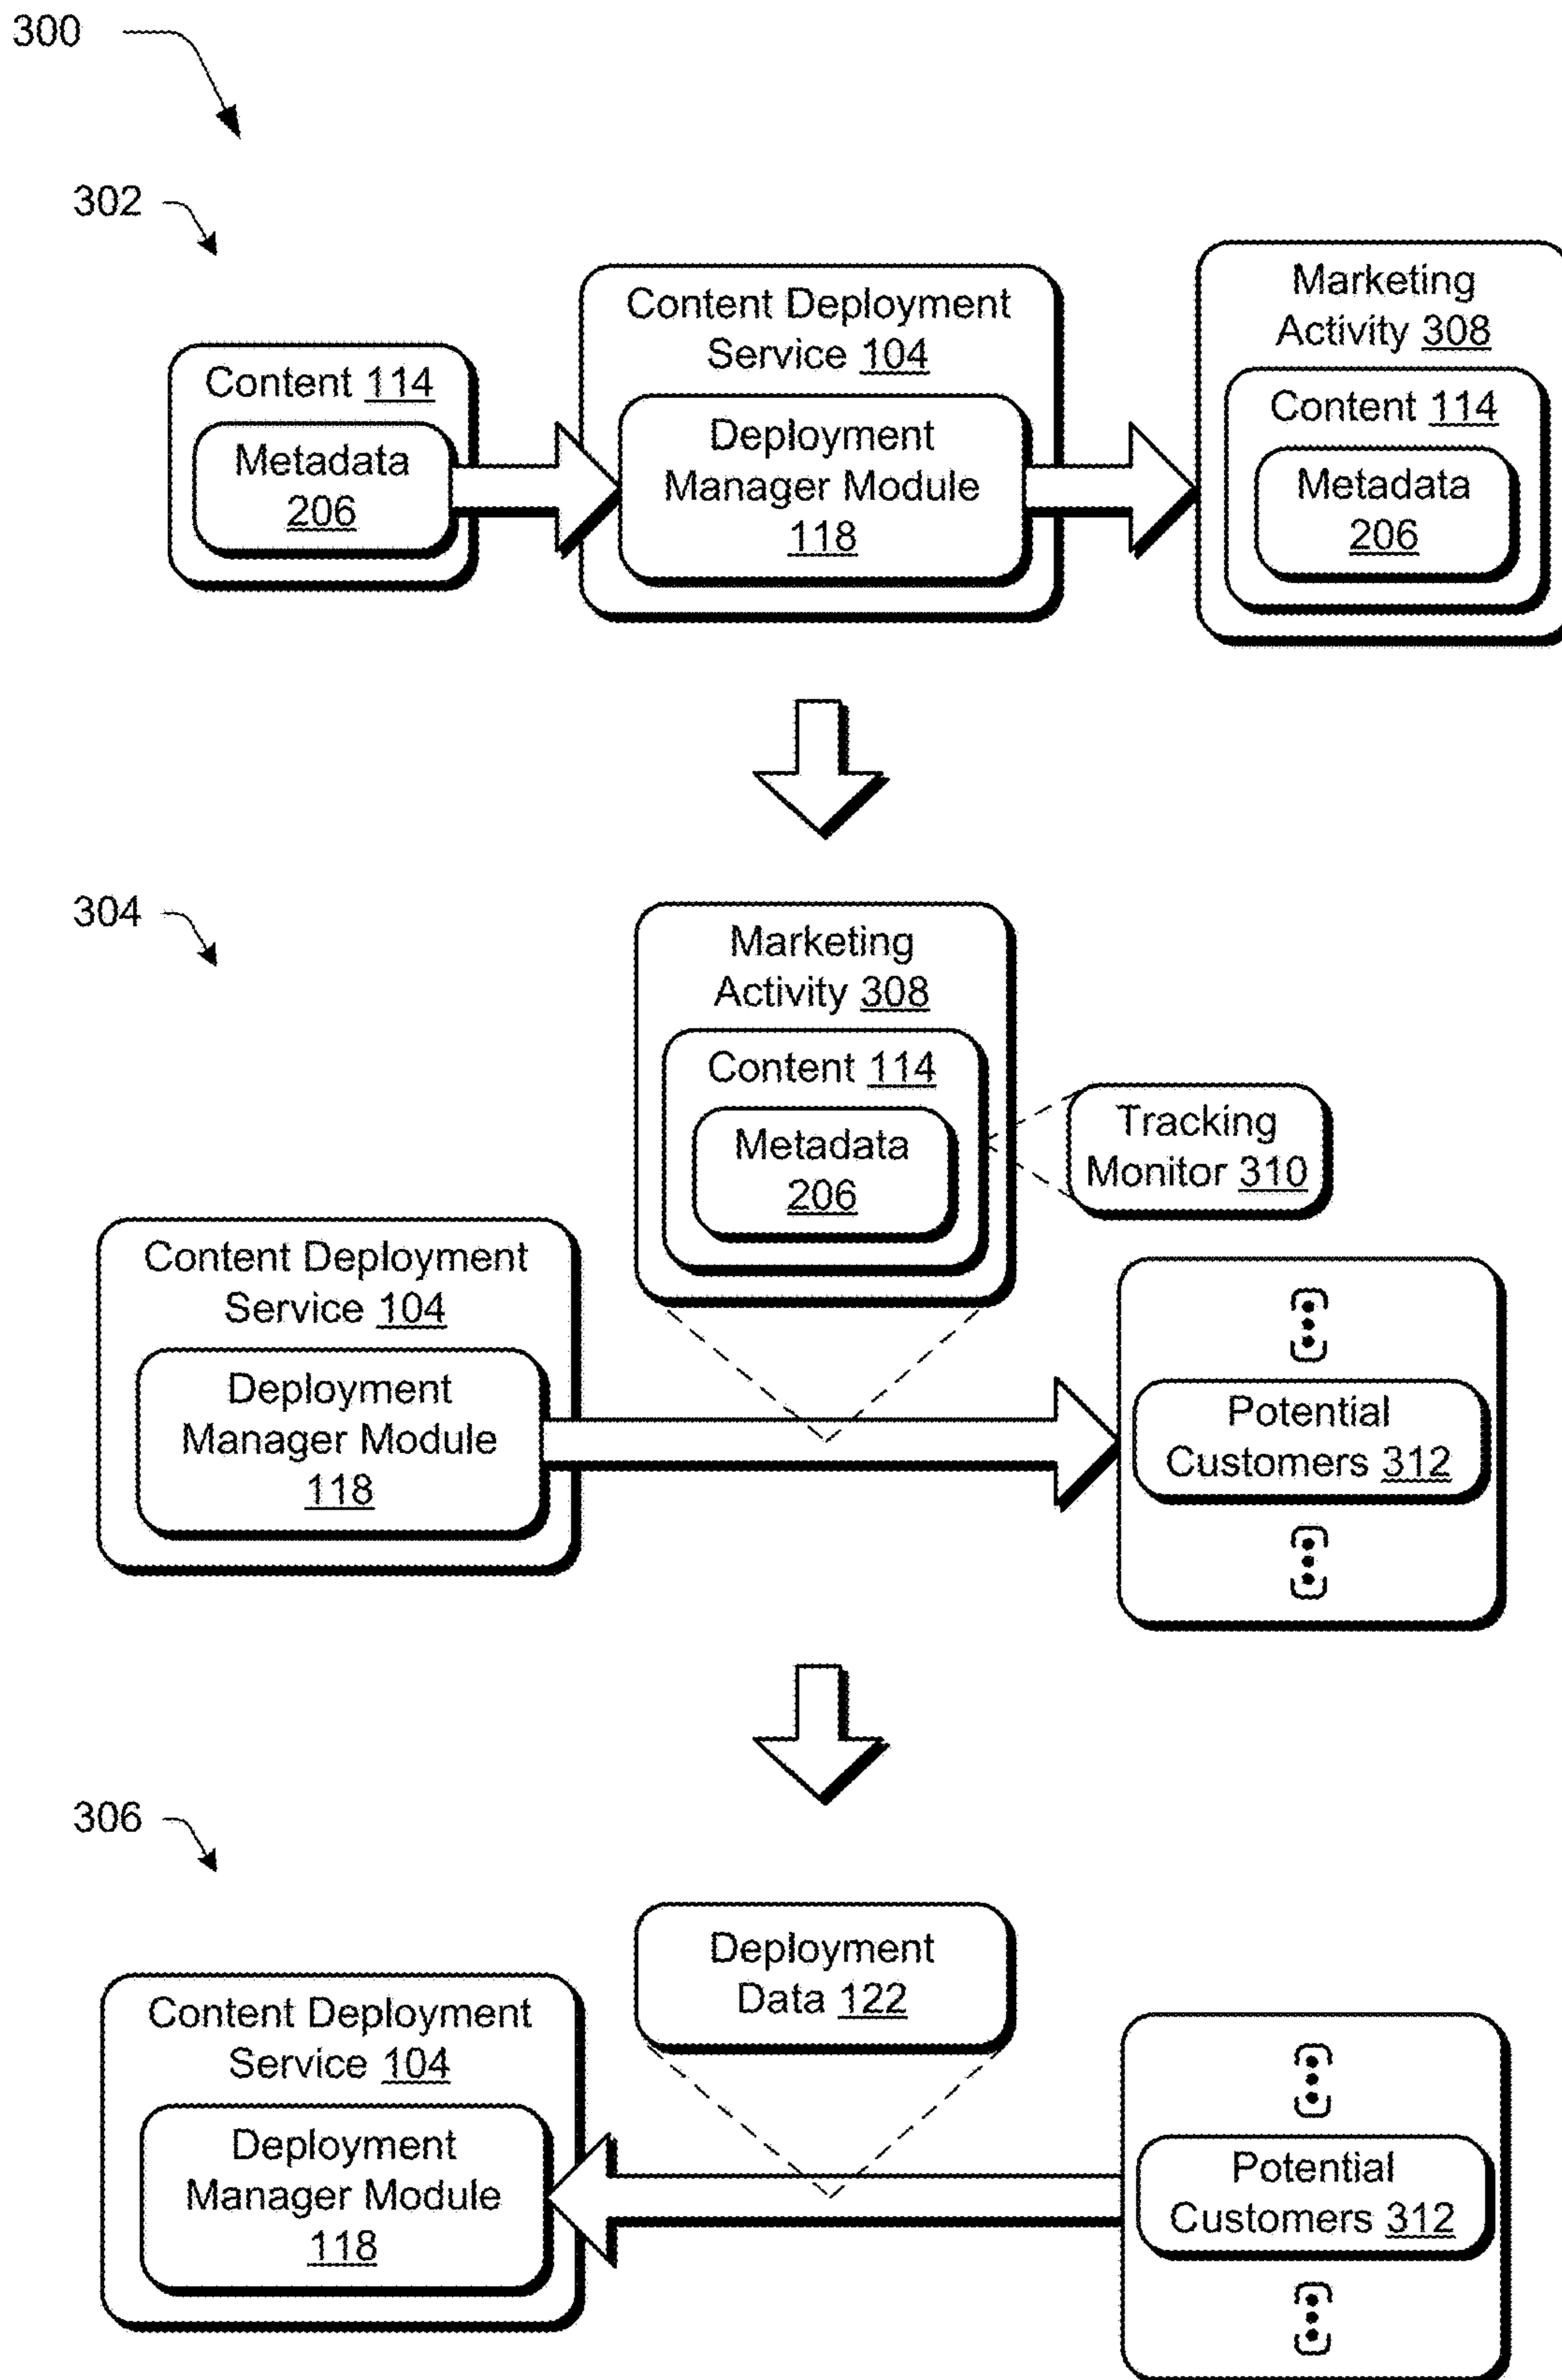 300
302
Content 114
Metadata
206
Content Deployment
Service 104
Deployment
Manager Module
118
Marketing
Activity 308
Content 114
Metadata
206
304
Marketing
Activity 308
Content 114
Metadata
206
Tracking
Monitor 310
Content Deployment
Service 104
Deployment
Manager Module
118
Potential
Customers 312
306
Deployment
Data 122
Content Deployment
Service 104
Deployment
Manager Module
118
Potential
Customers 312